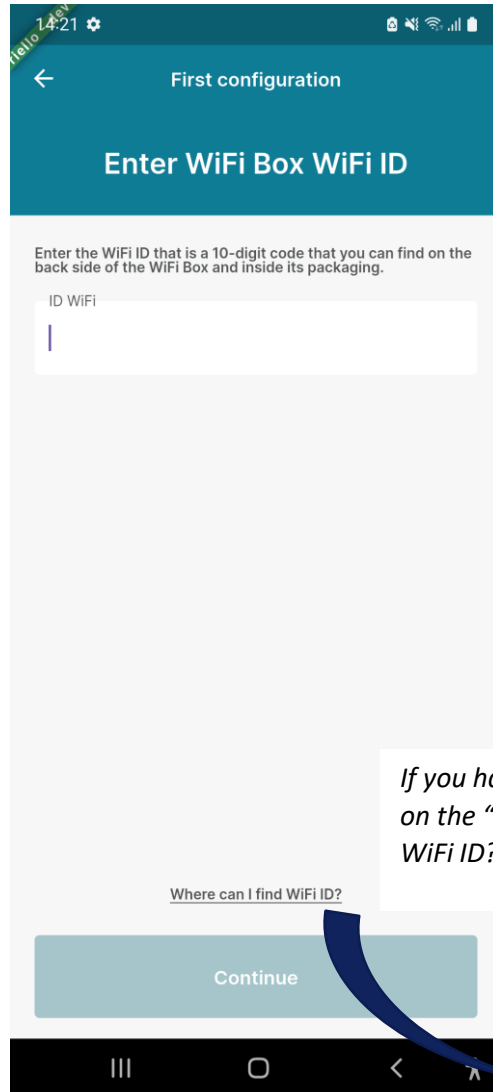 14:21
riello dev
First configuration
Enter WiFi Box WiFi ID
Enter the WiFi ID that is a 10-digit code that you can find on the
back side of the WiFi Box and inside its packaging.
ID WiFi
If you
on the “
WiFi ID?
Where can I find WiFi ID?
Continue